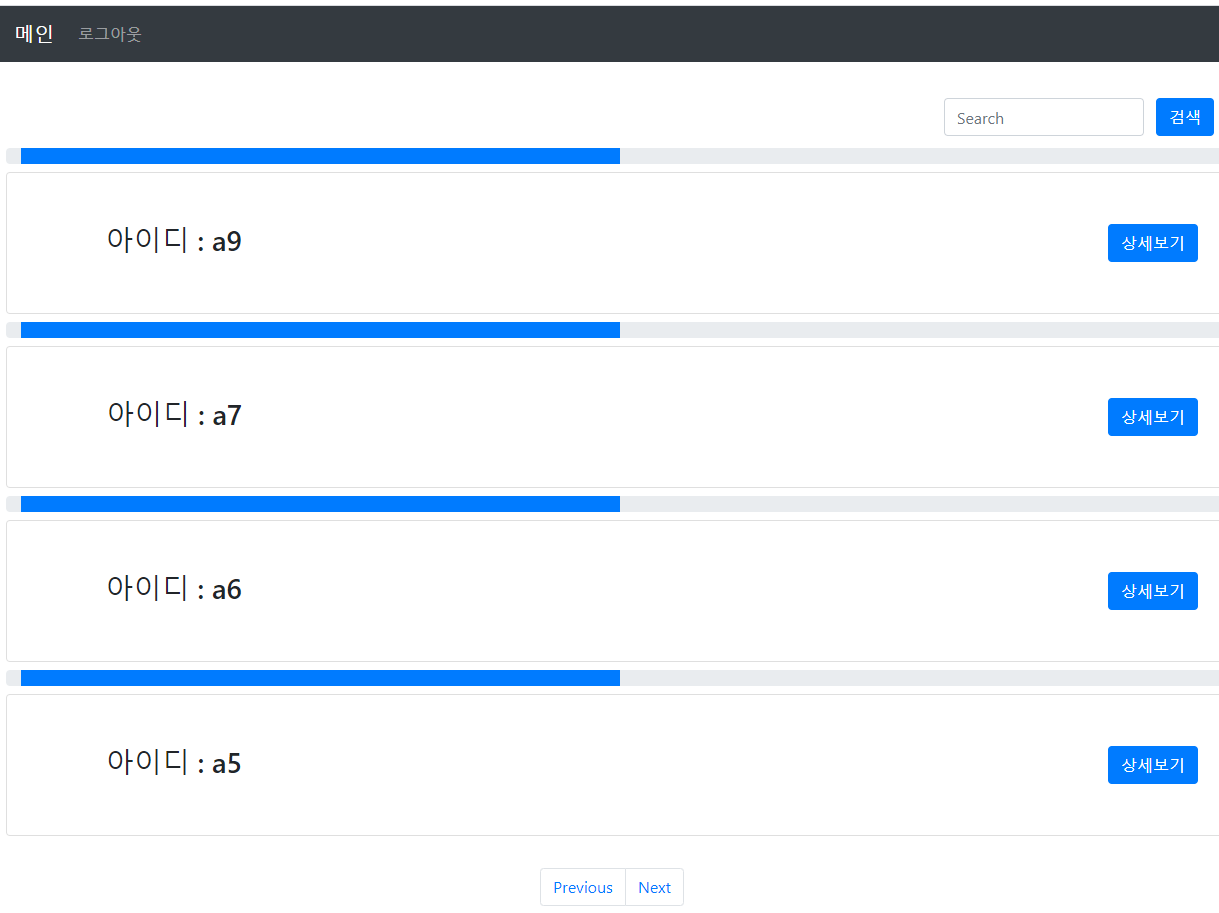 메인 로그아웃
Search 검색
아이디 : a9 상세보기
아이디 : a7 상세보기
아이디 : a6 상세보기
아이디 : a5 상세보기
Previous Next